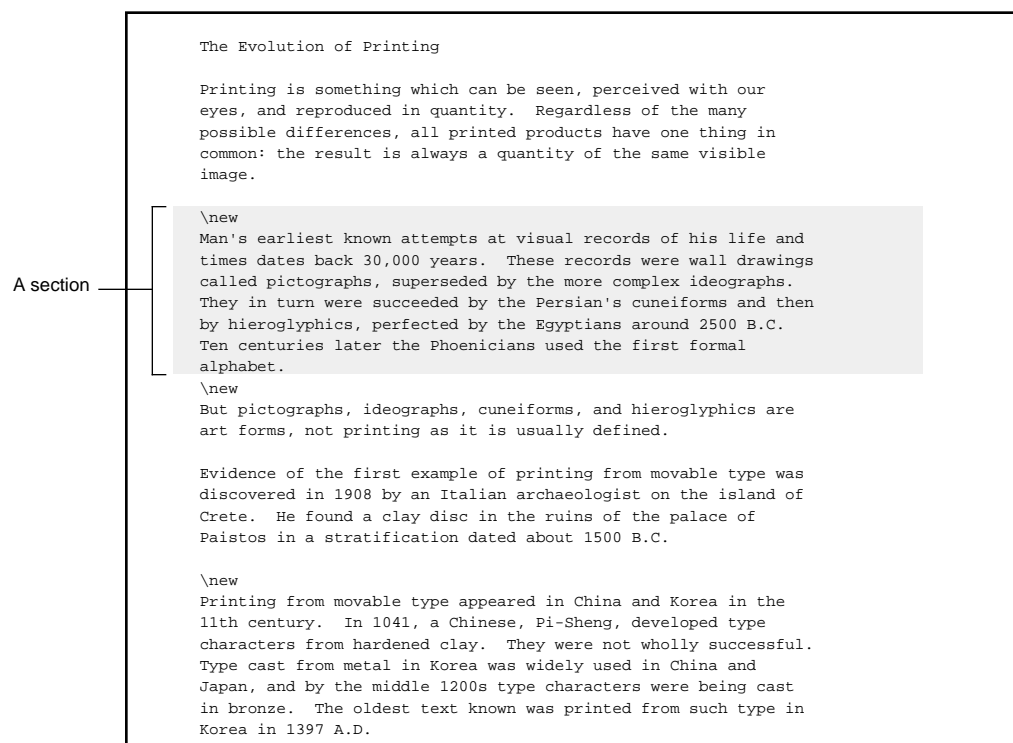 The Evolution of Printing
Printing is something which can be seen, perceived with our
eyes, and reproduced in quantity.  Regardless of the many
possible differences, all printed products have one thing in
common: the result is always a quantity of the same visible
image.
A section
\new
Man's earliest known attempts at visual records of his life and
times dates back 30,000 years.  These records were wall drawings
called pictographs, superseded by the more complex ideographs.
They in turn were succeeded by the Persian's cuneiforms and then
by hieroglyphics, perfected by the Egyptians around 2500 B.C.
Ten centuries later the Phoenicians used the first formal
alphabet.
\new
But pictographs, ideographs, cuneiforms, and hieroglyphics are
art forms, not printing as it is usually defined.
Evidence of the first example of printing from movable type was
discovered in 1908 by an Italian archaeologist on the island of
Crete.  He found a clay disc in the ruins of the palace of
Paistos in a stratification dated about 1500 B.C.
\new
Printing from movable type appeared in China and Korea in the
11th century.  In 1041, a Chinese, Pi-Sheng, developed type
characters from hardened clay.  They were not wholly successful.
Type cast from metal in Korea was widely used in China and
Japan, and by the middle 1200s type characters were being cast
in bronze.  The oldest text known was printed from such type in
Korea in 1397 A.D.